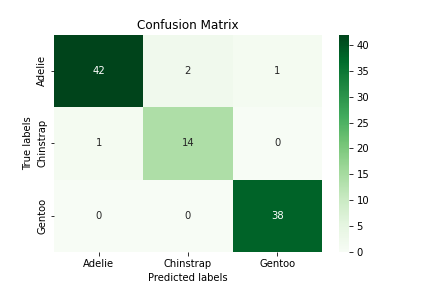 Confusion Matrix
True labels
Adelie
42 2 1
Chinstrap
1 14 0
Gentoo
0 0 38
Adelie Chinstrap Gentoo
Predicted labels
40
35
30
25
20
15
10
5
0